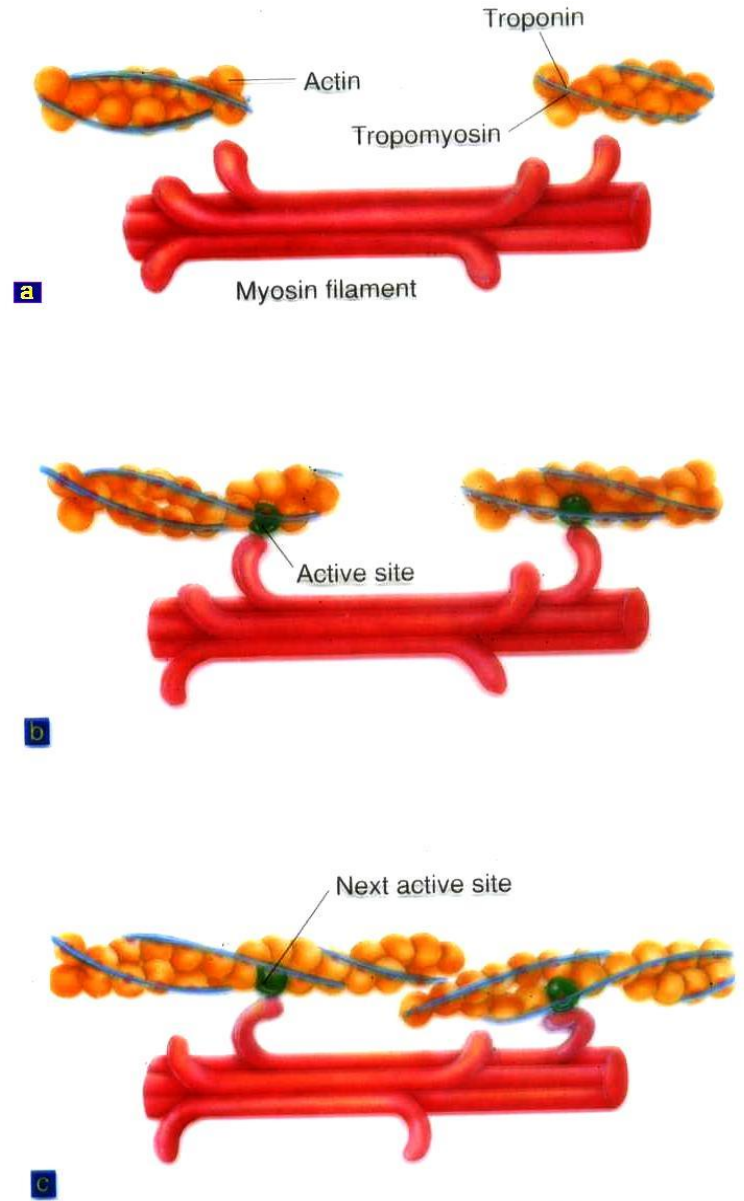 Troponin
Actin
Tropomyosin
Myosin filament
a
Active site
b
Next active site
c